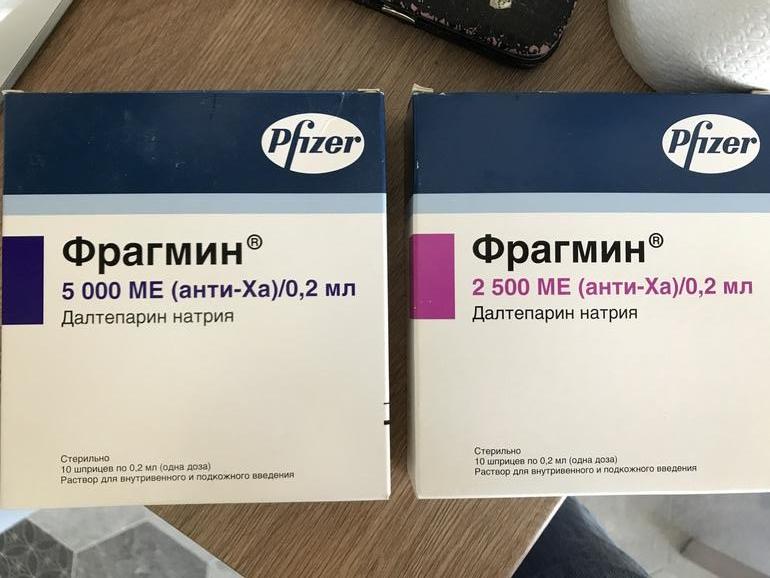 Pfizer
Фрагмин®
5 000 МЕ (анти-Ха)/0,2 мл
Далтепарин натрия
Стерильно
10 шприцев по 0,2 мл (одна доза)
Раствор для внутривенного и подкожного введения
Pfizer
Фрагмин®
2 500 МЕ (анти-Ха)/0,2 мл
Далтепарин натрия
Стерильно
10 шприцев по 0,2 мл (одна доза)
Раствор для внутривенного и подкожного введения